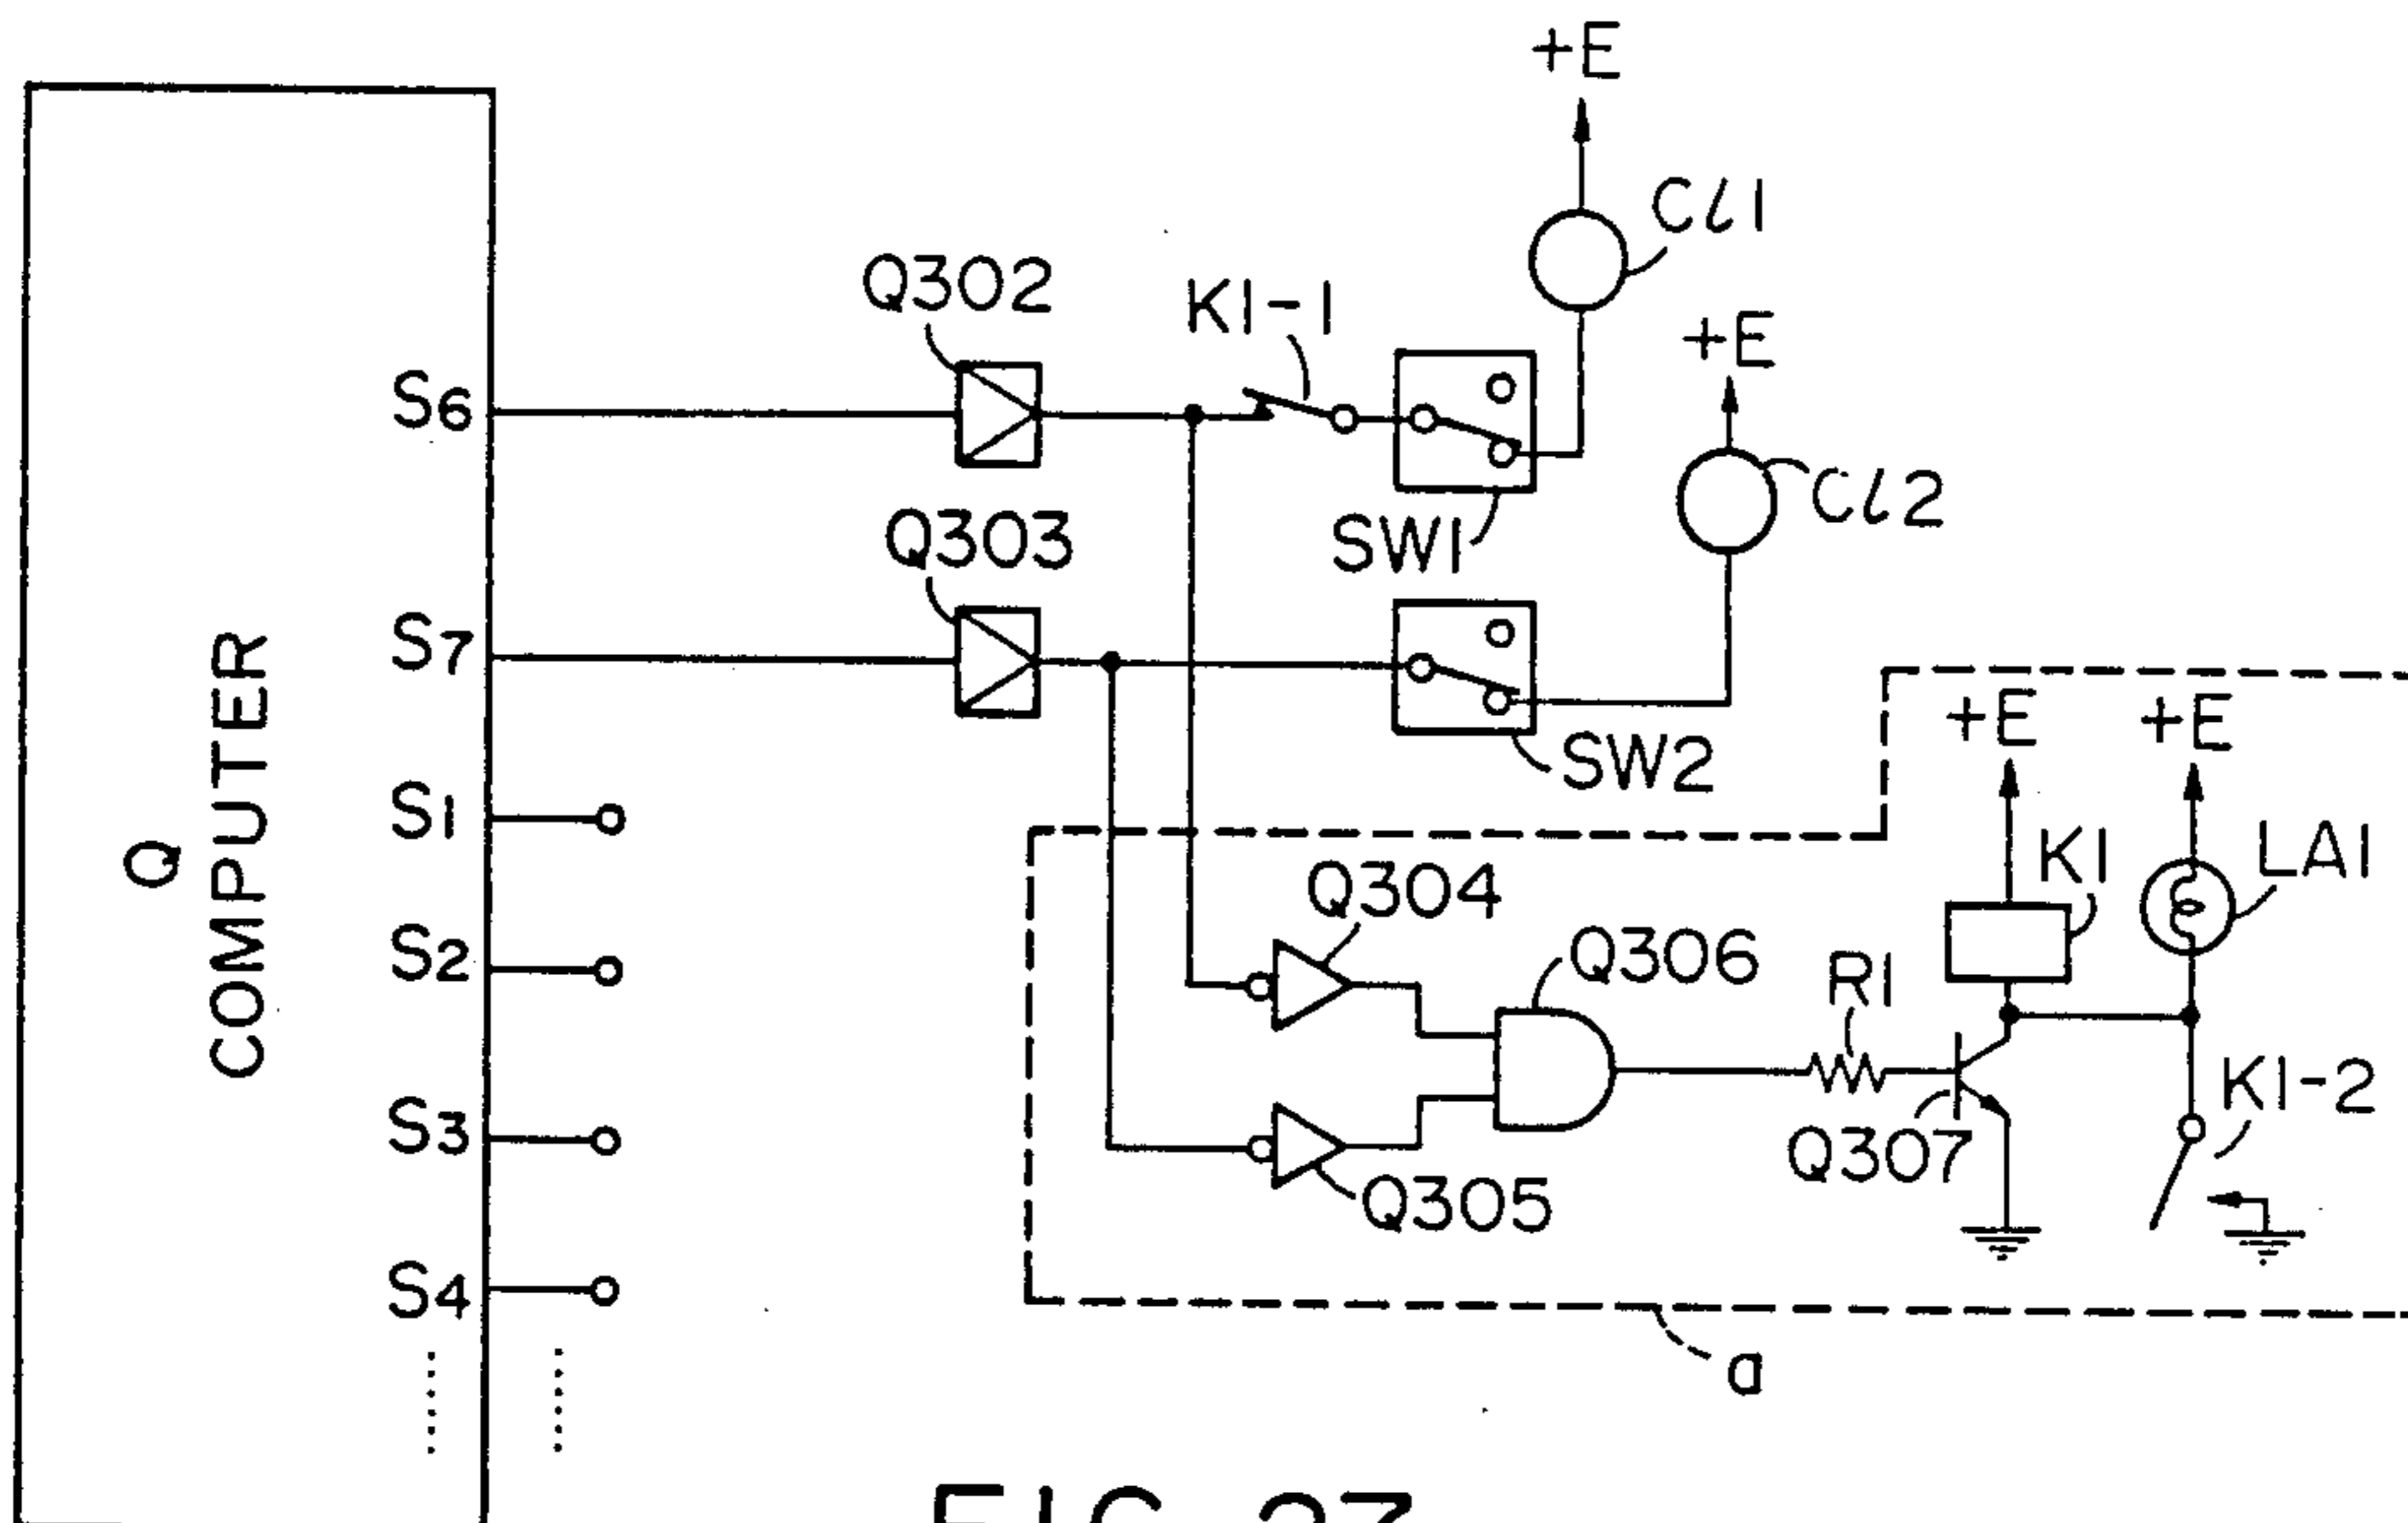 +E
Cl1
Q302
K1-1
+E
S6
Cl2
Q303
SW1
S7
SW2
+E
+E
Q
COMPUTER
S1
K1
LA1
Q304
S2
Q306
R1
K1-2
S3
Q307
Q305
S4
a